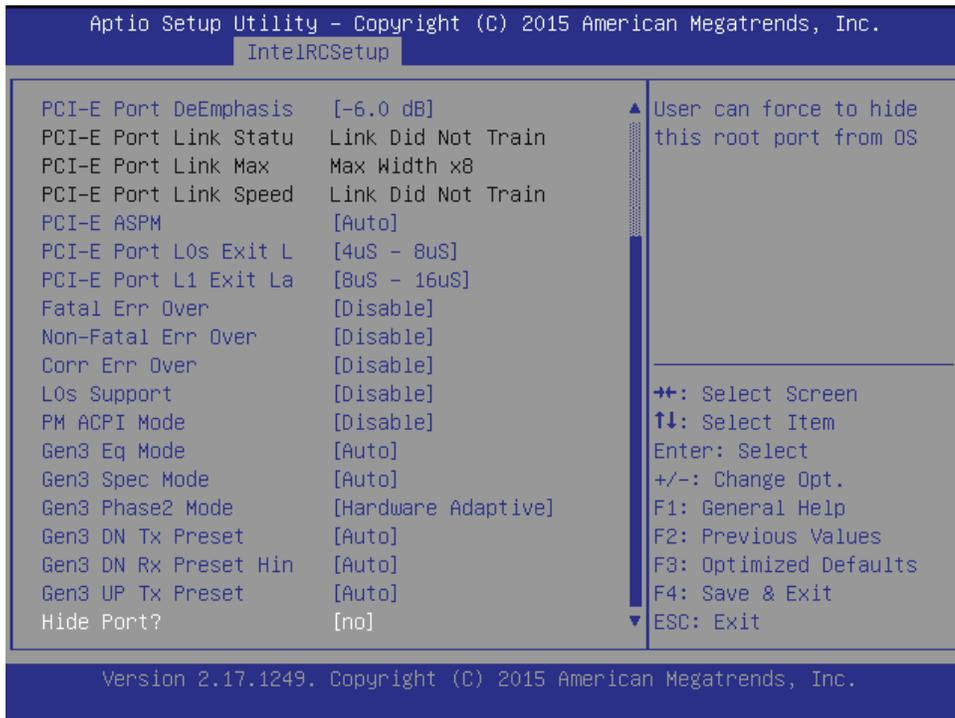 Aptio Setup Utility – Copyright (C) 2015 American Megatrends, Inc.
IntelRCSetup
PCI-E Port DeEmphasis [-6.0 dB]
PCI-E Port Link Statu Link Did Not Train
PCI-E Port Link Max Max Width x8
PCI-E Port Link Speed Link Did Not Train
PCI-E ASPM [Auto]
PCI-E Port L0s Exit L [4uS - 8uS]
PCI-E Port L1 Exit La [8uS - 16uS]
Fatal Err Over [Disable]
Non-Fatal Err Over [Disable]
Corr Err Over [Disable]
L0s Support [Disable]
PM ACPI Mode [Disable]
Gen3 Eq Mode [Auto]
Gen3 Spec Mode [Auto]
Gen3 Phase2 Mode [Hardware Adaptive]
Gen3 DN Tx Preset [Auto]
Gen3 DN Rx Preset Hin [Auto]
Gen3 UP Tx Preset [Auto]
Hide Port? [no]
User can force to hide
this root port from OS
→←: Select Screen
↑↓: Select Item
Enter: Select
+/-: Change Opt.
F1: General Help
F2: Previous Values
F3: Optimized Defaults
F4: Save & Exit
ESC: Exit
Version 2.17.1249. Copyright (C) 2015 American Megatrends, Inc.